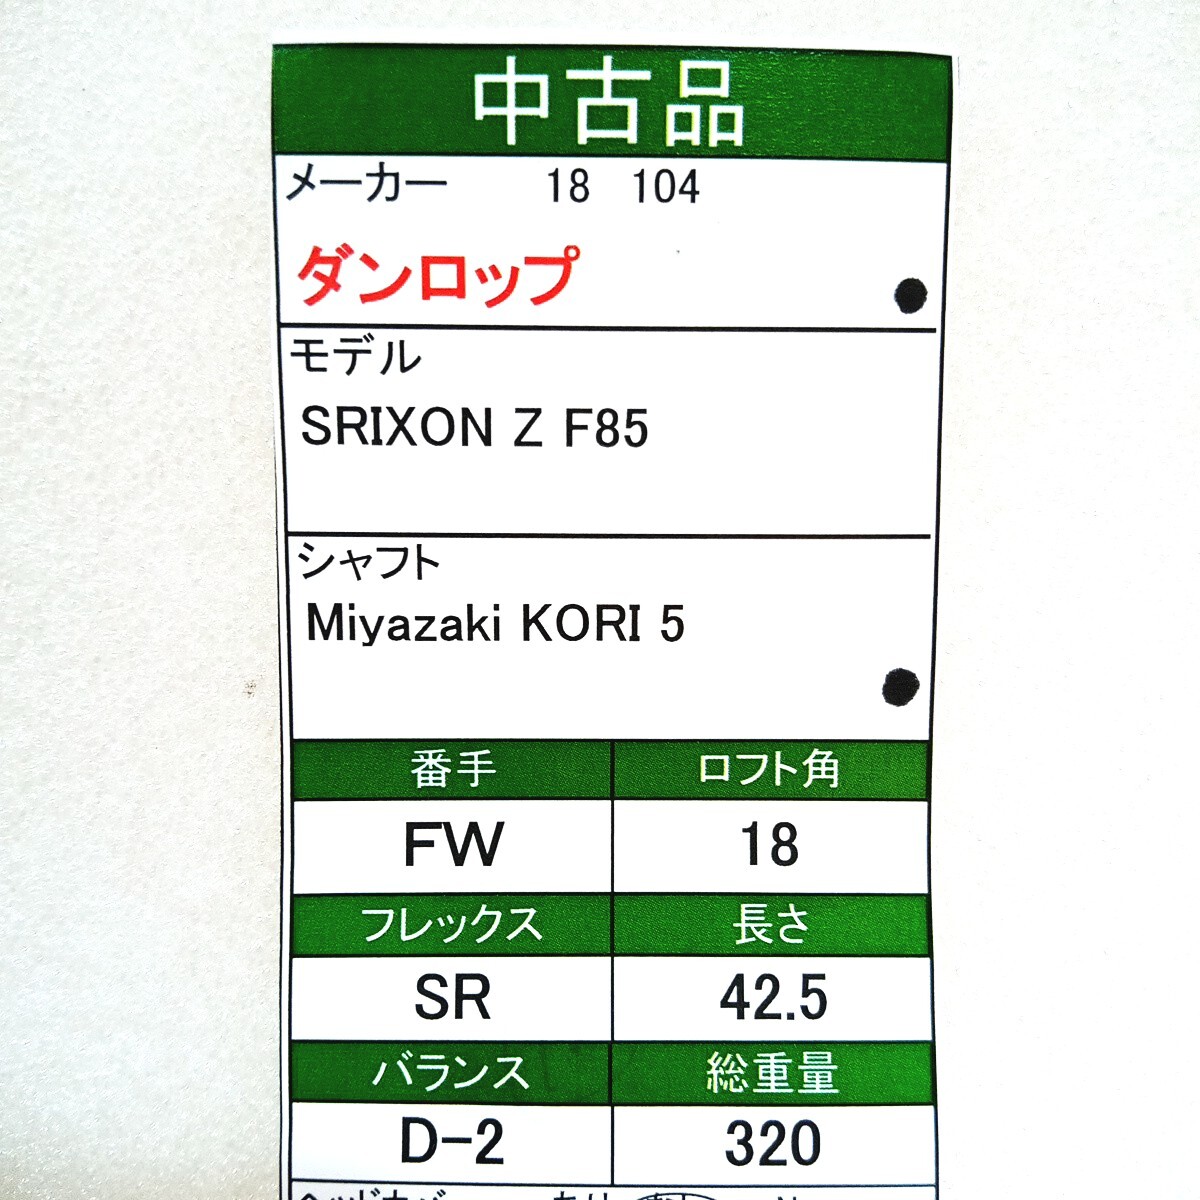 中古品
メーカー 18 104
ダンロップ
モデル
SRIXON Z F85
シャフト
Miyazaki KORI 5
番手 ロフト角
FW 18
フレックス 長さ
SR 42.5
バランス 総重量
D-2 320